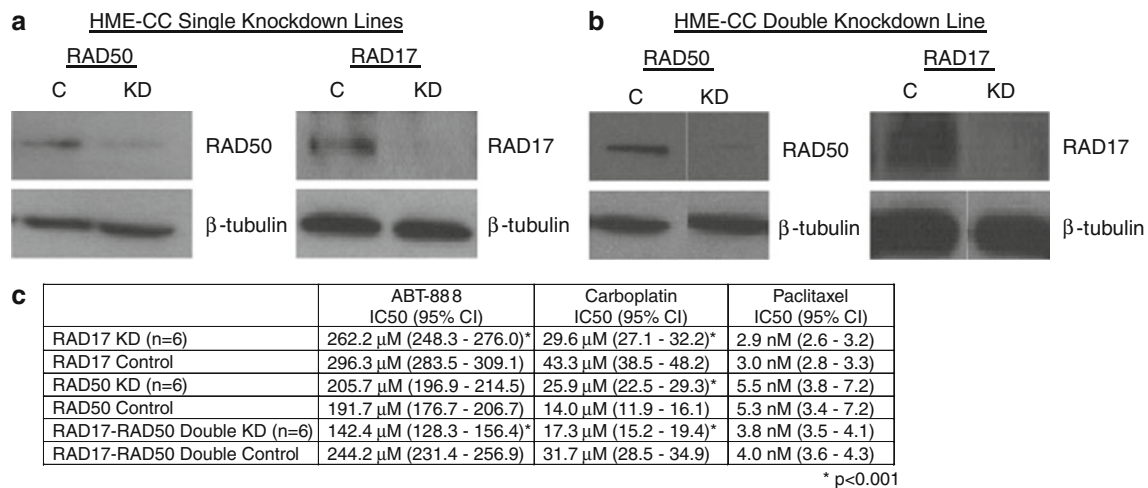 a
HME-CC Single Knockdown Lines
RAD50
RAD17
C KD
C KD
RAD50
RAD17
β-tubulin
β-tubulin
b
HME-CC Double Knockdown Line
RAD50
RAD17
C KD
C KD
RAD50
RAD17
β-tubulin
β-tubulin
c
ABT-888 IC50 (95% CI) Carboplatin IC50 (95% CI) Paclitaxel IC50 (95% CI)
RAD17 KD (n=6) 262.2 μM (248.3 - 276.0)* 29.6 μM (27.1 - 32.2)* 2.9 nM (2.6 - 3.2)
RAD17 Control 296.3 μM (283.5 - 309.1) 43.3 μM (38.5 - 48.2) 3.0 nM (2.8 - 3.3)
RAD50 KD (n=6) 205.7 μM (196.9 - 214.5) 25.9 μM (22.5 - 29.3)* 5.5 nM (3.8 - 7.2)
RAD50 Control 191.7 μM (176.7 - 206.7) 14.0 μM (11.9 - 16.1) 5.3 nM (3.4 - 7.2)
RAD17-RAD50 Double KD (n=6) 142.4 μM (128.3 - 156.4)* 17.3 μM (15.2 - 19.4)* 3.8 nM (3.5 - 4.1)
RAD17-RAD50 Double Control 244.2 μM (231.4 - 256.9) 31.7 μM (28.5 - 34.9) 4.0 nM (3.6 - 4.3)
* p<0.001